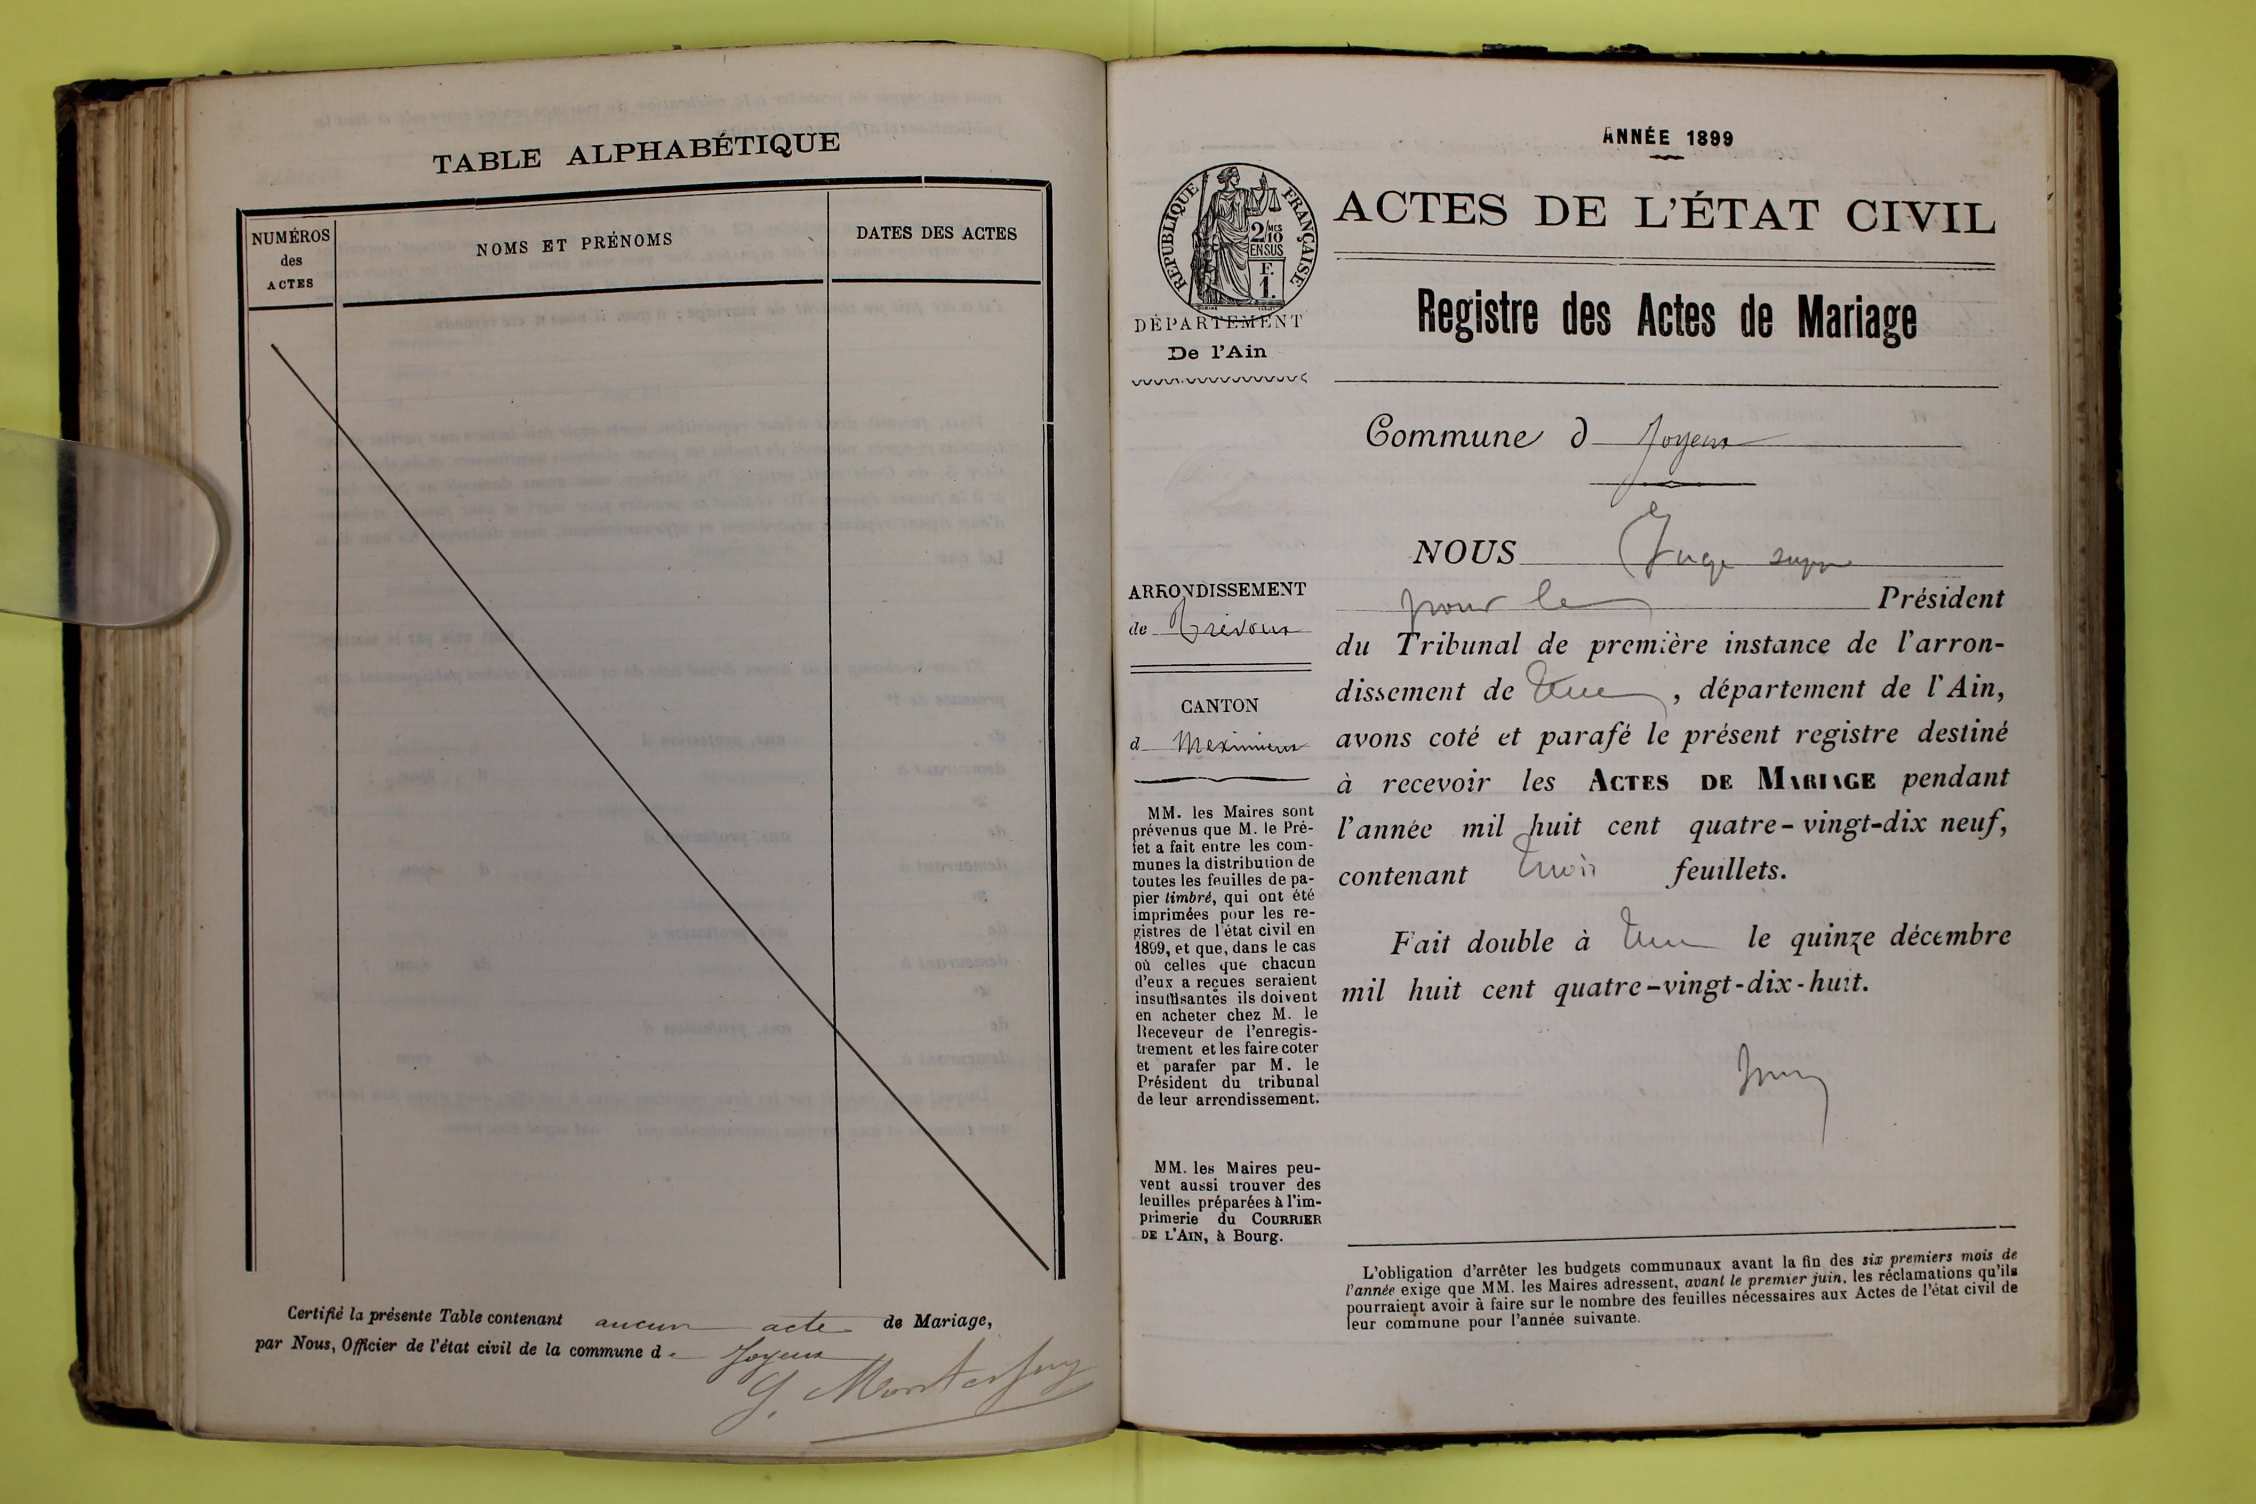 TABLE ALPHABÉTIQUE
NUMÉROS
des
ACTES
NOMS ET PRÉNOMS
DATES DES ACTES
Certifié la présente Table contenant aucun acte de Mariage,
par Nous, Officier de l'état civil de la commune de Joyeux
ANNÉE 1899
RÉPUBLIQUE FRANÇAISE
2/10 MES
EN SUS
F.
1.
ACTES DE L'ÉTAT CIVIL
DÉPARTEMENT
De l'Ain
Registre des Actes de Mariage
Commune d Joyeux
ARRONDISSEMENT
de Trévoux
CANTON
d Meximieux
MM. les Maires sont
prévenus que M. le Pré-
fet a fait entre les com-
munes la distribution de
toutes les feuilles de pa-
pier timbré, qui ont été
imprimées pour les re-
gistres de l'état civil en
1899, et que, dans le cas
où celles que chacun
d'eux a reçues seraient
insuffisantes ils doivent
en acheter chez M. le
Receveur de l'enregis-
trement et les faire coter
et parafer par M. le
Président du tribunal
de leur arrondissement.
MM. les Maires peu-
vent aussi trouver des
feuilles préparées à l'im-
primerie du COURRIER
DE L'AIN, à Bourg.
NOUS Juge supp
pour le Président
du Tribunal de première instance de l'arron-
dissement de , département de l'Ain,
avons coté et parafé le présent registre destiné
à recevoir les ACTES DE MARIAGE pendant
l'année mil huit cent quatre-vingt-dix neuf,
contenant trois feuillets.
Fait double à le quinze décembre
mil huit cent quatre-vingt-dix-huit.
L'obligation d'arrêter les budgets communaux avant la fin des six premiers mois de
l'année exige que MM. les Maires adressent, avant le premier juin, les réclamations qu'ils
pourraient avoir à faire sur le nombre des feuilles nécessaires aux Actes de l'état civil de
leur commune pour l'année suivante.